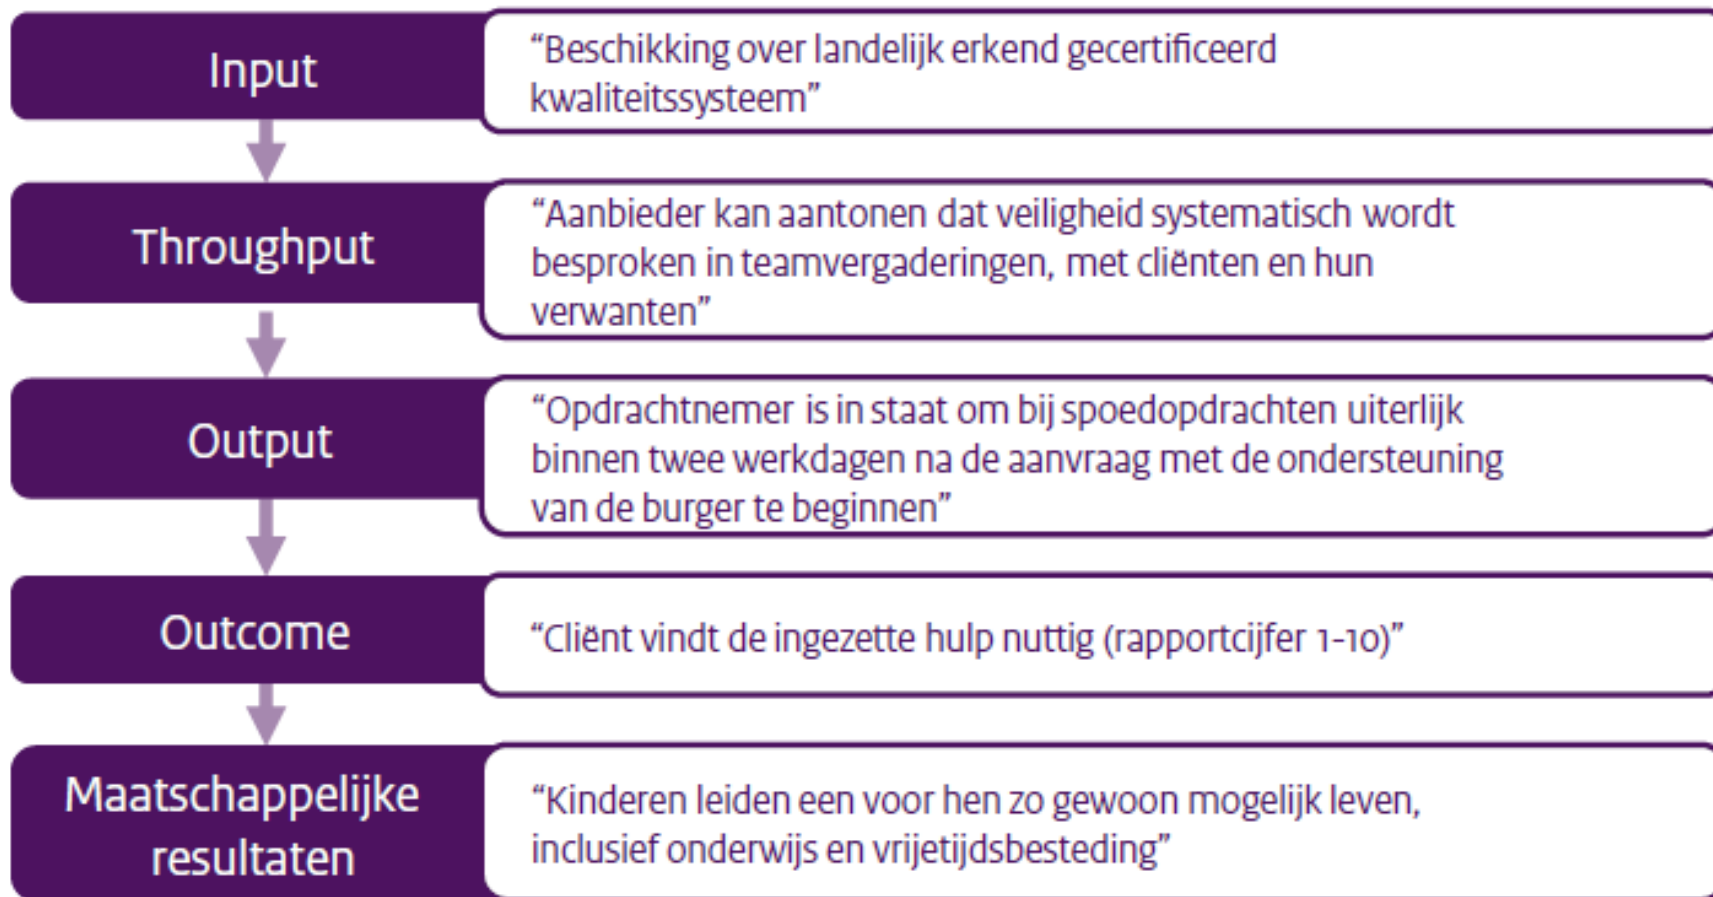 Input
“Beschikking over landelijk erkend gecertificeerd
kwaliteitssysteem”
Throughput
“Aanbieder kan aantonen dat veiligheid systematisch wordt
besproken in teamvergaderingen, met cliënten en hun
verwanten”
Output
“Opdrachtnemer is in staat om bij spoedopdrachten uiterlijk
binnen twee werkdagen na de aanvraag met de ondersteuning
van de burger te beginnen”
Outcome
“Cliënt vindt de ingezette hulp nuttig (rapportcijfer 1-10)”
Maatschappelijke
resultaten
“Kinderen leiden een voor hen zo gewoon mogelijk leven,
inclusief onderwijs en vrijetijdsbesteding”